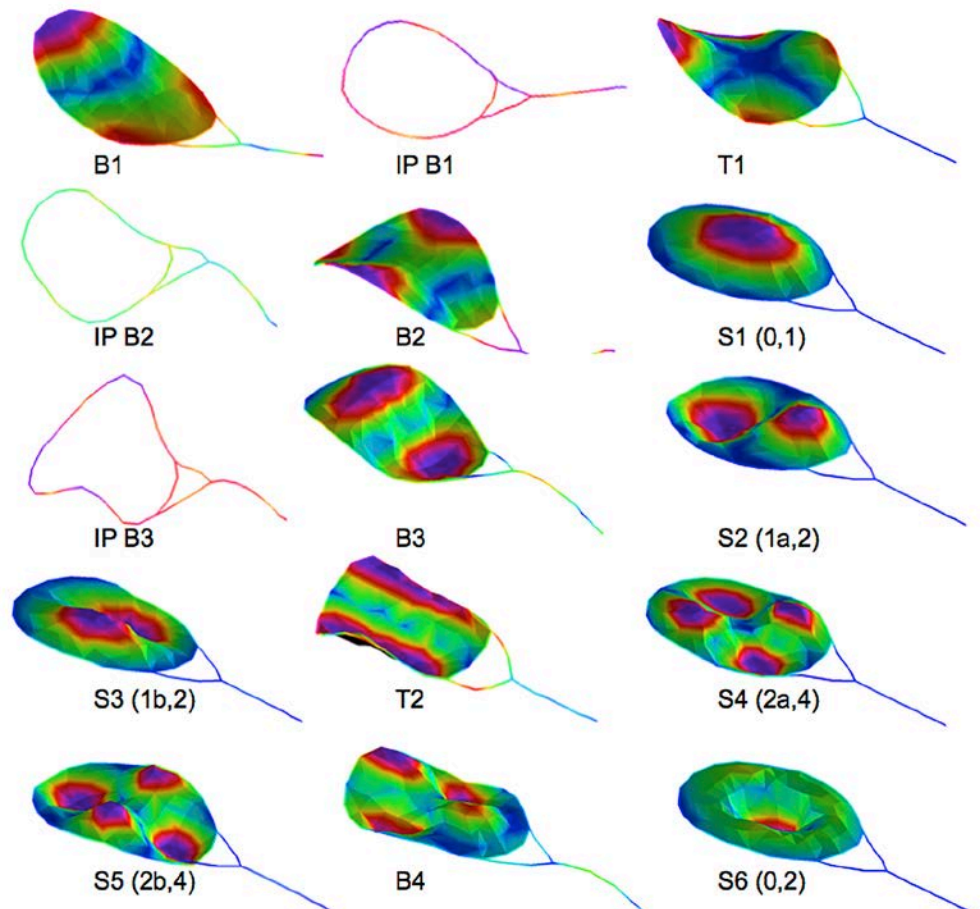 B1
IP B1
T1
IP B2
B2
S1 (0,1)
IP B3
B3
S2 (1a,2)
S3 (1b,2)
T2
S4 (2a,4)
S5 (2b,4)
B4
S6 (0,2)